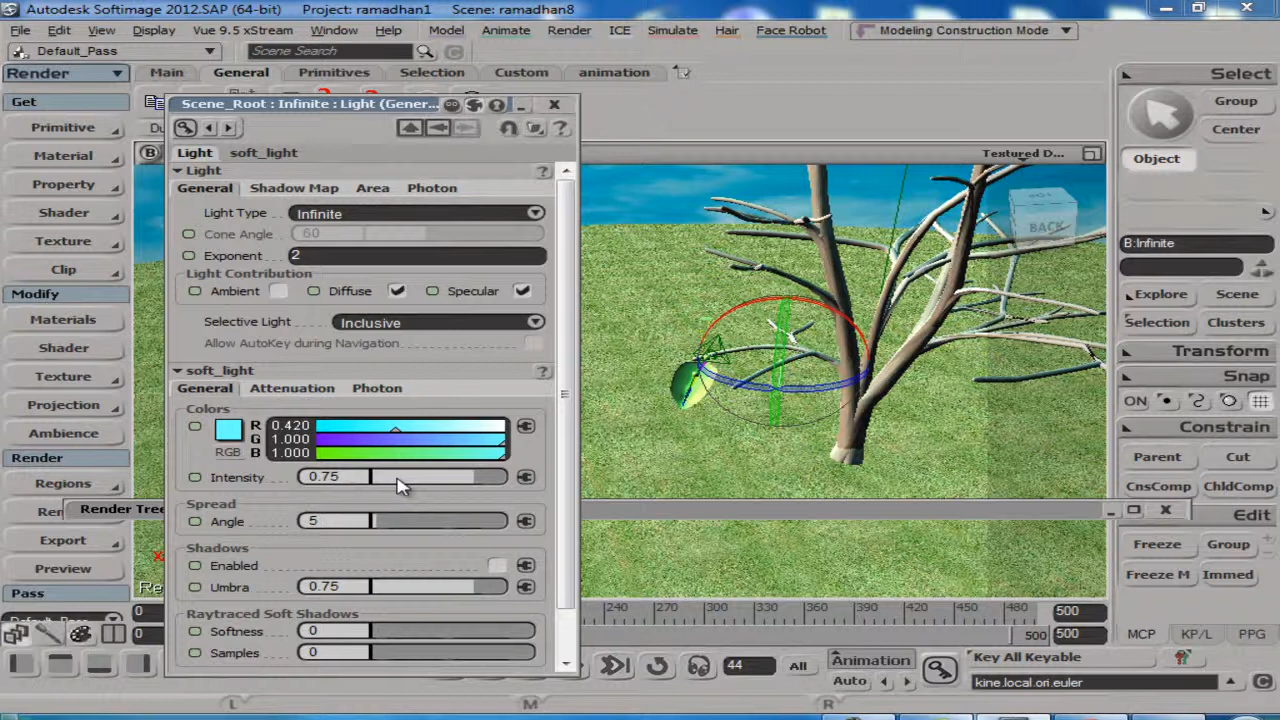 Autodesk Softimage 2012.SAP (64-bit) Project: ramadhan1 Scene: ramadhan8
File Edit View Display Vue 9.5 xStream Window Help Model Animate Render ICE Simulate Hair Face Robot Modeling Construction Mode
Default_Pass Scene Search
Render Main General Primitives Selection Custom animation Select
Get
Scene_Root : Infinite : Light (Gener...
Group
Primitive
Center
B
Textured D...
Material
Light soft_light
Object
Light
Property
General Shadow Map Area Photon
Shader
Light Type Infinite
BACK
Texture
Cone Angle 60
B:Infinite
Exponent 2
Clip
Light Contribution
Modify
Ambient Diffuse Specular
Explore Scene
Materials
Selective Light Inclusive
Selection Clusters
Shader
Allow AutoKey during Navigation
Transform
Texture
soft_light
Snap
Projection
General Attenuation Photon
ON
Ambience
Colors
R 0.420
G 1.000
B 1.000
RGB
Constrain
Render
Parent Cut
Regions
Intensity 0.75
CnsComp ChldComp
Render Tree
Spread
Edit
Angle 5
Export
Shadows
Freeze Group
Preview
Enabled
Freeze M Immed
Pass
Umbra 0.75
0 240 270 300 330 360 390 420 450 480 500
Raytraced Soft Shadows
0 500 500
Softness 0
MCP KP/L PPG
Samples 0
44 All Animation Key All Keyable
Auto kine.local.ori.euler
L M R